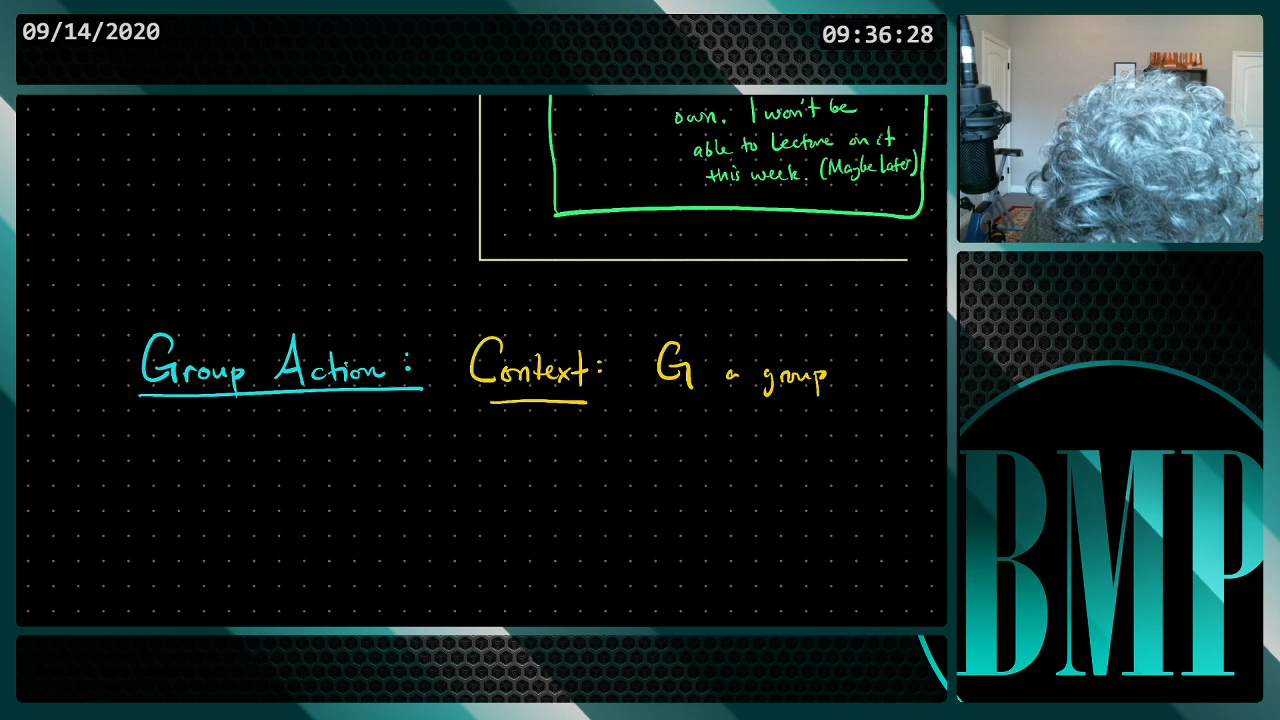 09/14/2020
09:36:28
own. I won't be
able to Lecture on it
this week. (Maybe Later)
Group Action: Context: G a group
BMP